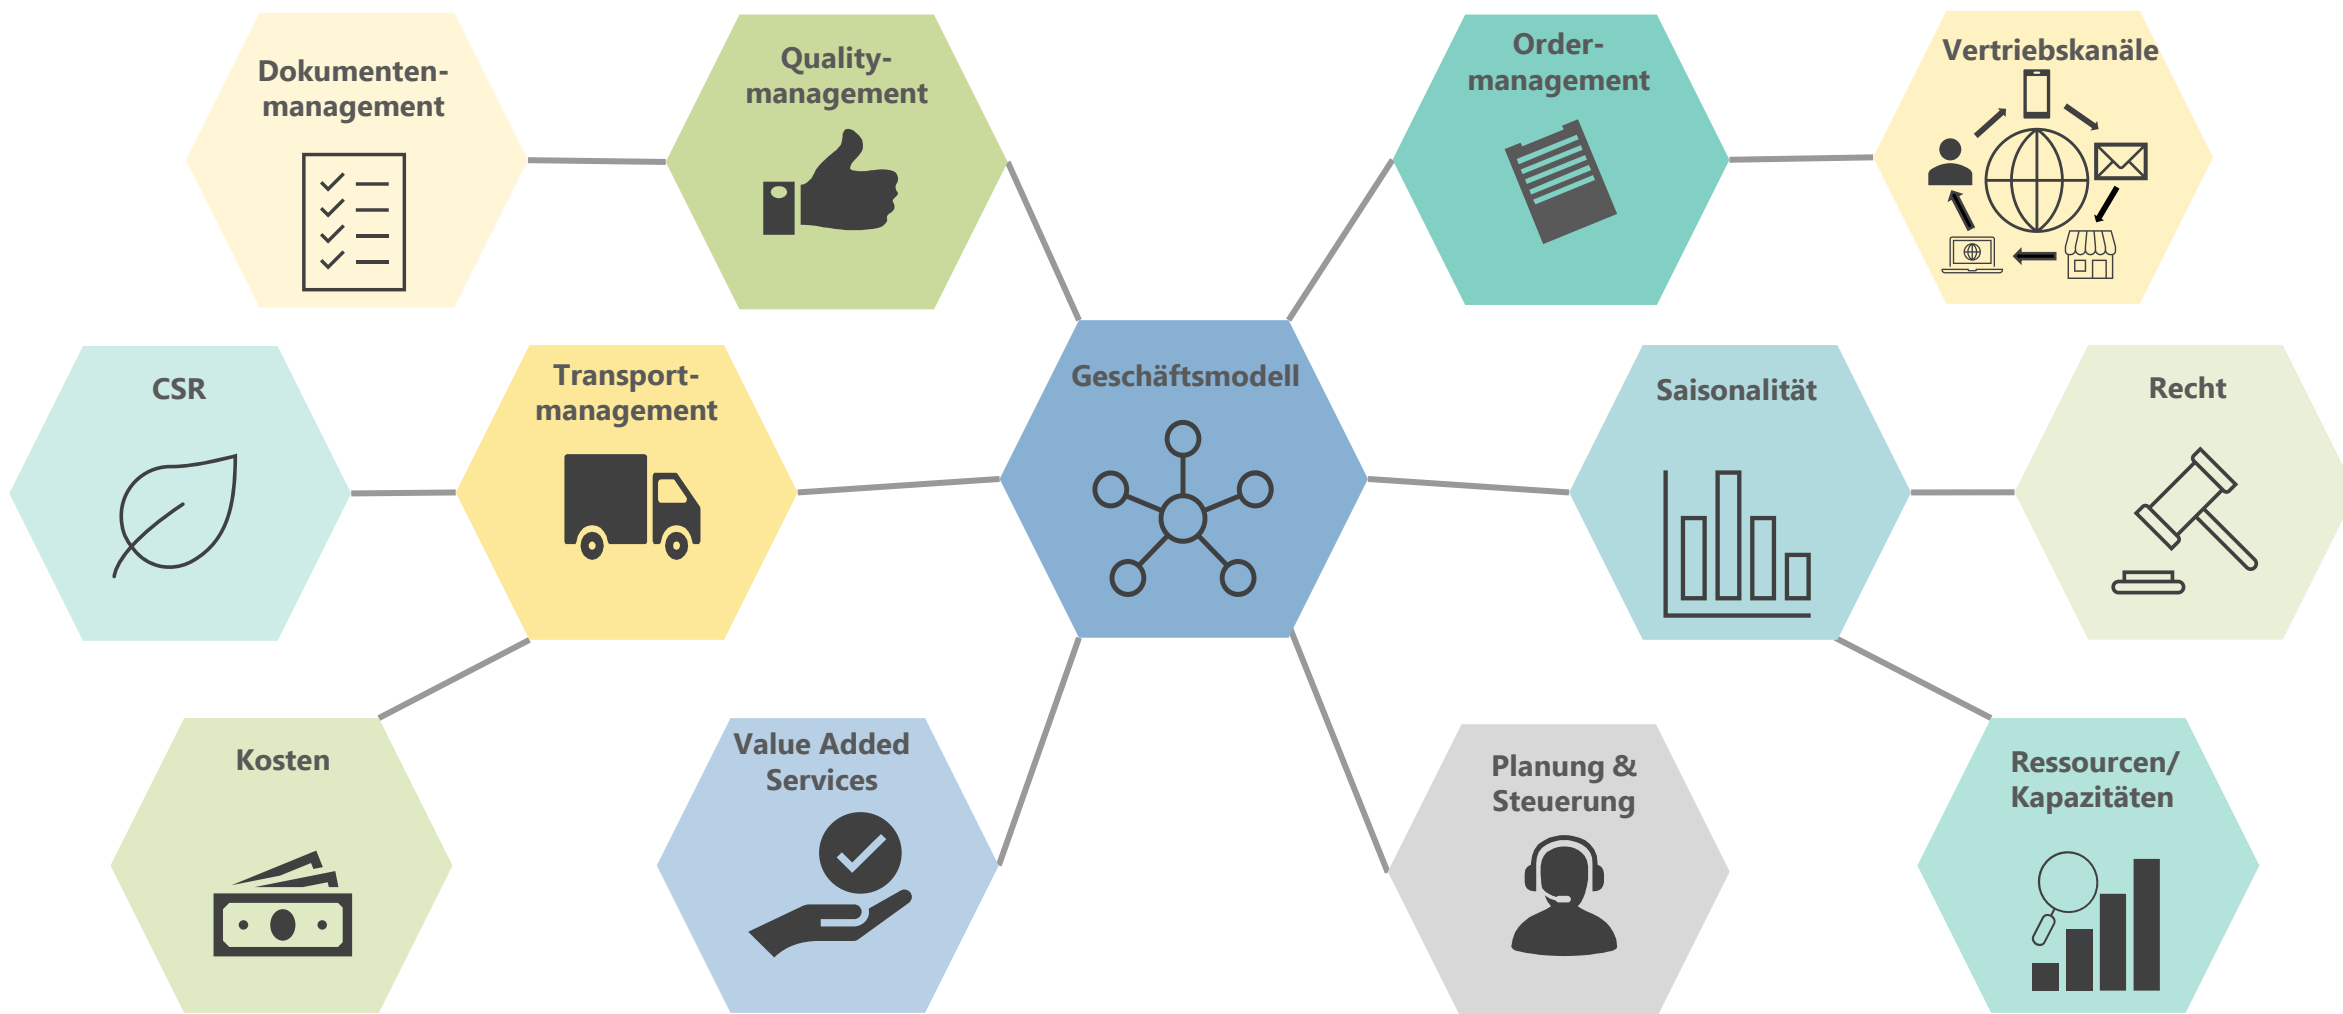 Dokumenten-
management
Quality-
management
Order-
management
Vertriebskanäle
CSR
Transport-
management
Geschäftsmodell
Saisonalität
Recht
Kosten
Value Added
Services
Planung &
Steuerung
Ressourcen/
Kapazitäten